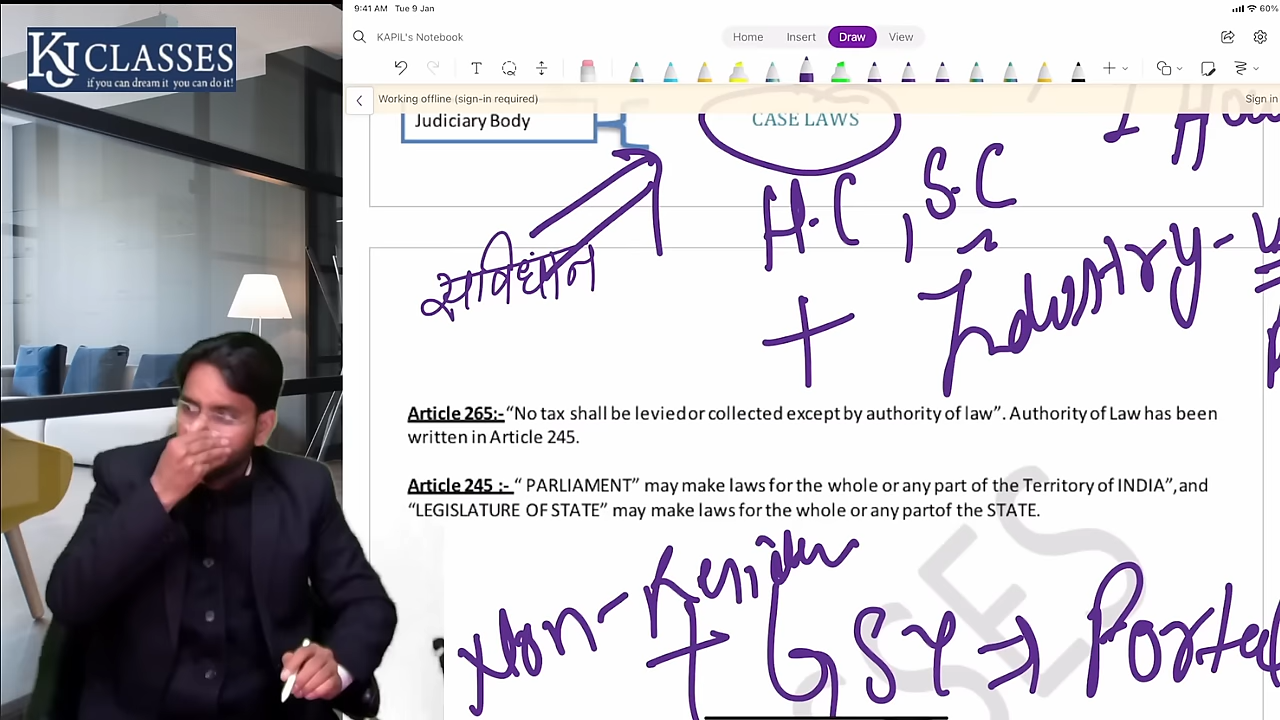 KJ CLASSES
if you can dream it you can do it!
9:41 AM Tue 9 Jan
60%
KAPIL's Notebook
Home Insert Draw View
Working offline (sign-in required)
Sign in
Judiciary Body
CASE LAWS
H.C , S.C
संविधान
+ Industry -
Article 265:- “No tax shall be levied or collected except by authority of law”. Authority of Law has been
written in Article 245.
Article 245 :- “ PARLIAMENT” may make laws for the whole or any part of the Territory of INDIA”, and
“LEGISLATURE OF STATE” may make laws for the whole or any partof the STATE.
Non-Resident
+ GST → Portal